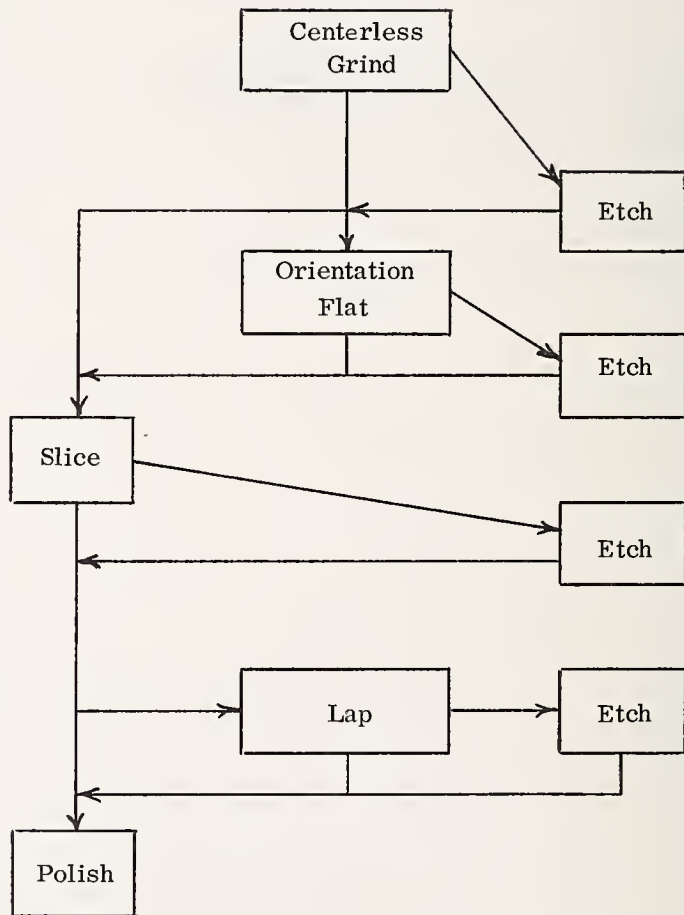 Centerless
Grind
Etch
Orientation
Flat
Etch
Slice
Etch
Lap
Etch
Polish